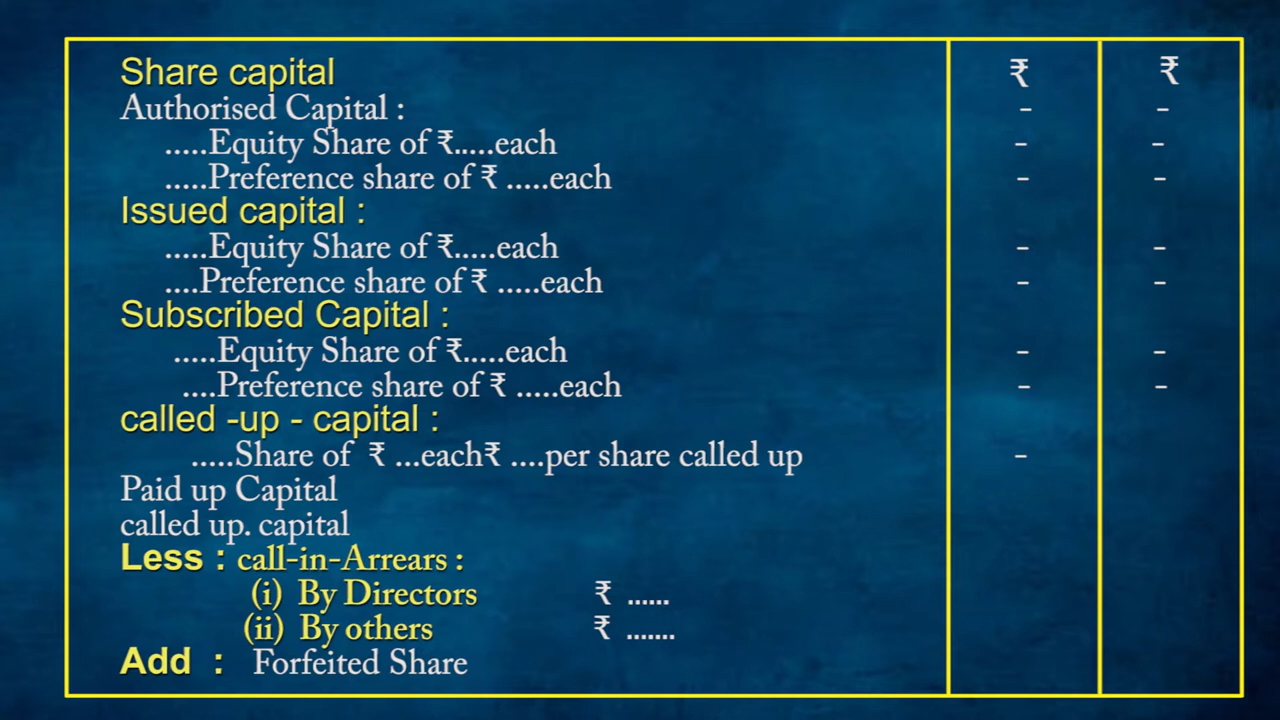 Share capital ₹ ₹
Authorised Capital : - -
.....Equity Share of ₹.....each - -
.....Preference share of ₹ .....each - -
Issued capital :
.....Equity Share of ₹.....each - -
....Preference share of ₹ .....each - -
Subscribed Capital :
.....Equity Share of ₹.....each - -
....Preference share of ₹ .....each - -
called -up - capital :
.....Share of ₹ ...each₹ ....per share called up -
Paid up Capital
called up. capital
Less : call-in-Arrears :
(i) By Directors ₹ ......
(ii) By others ₹ .......
Add : Forfeited Share